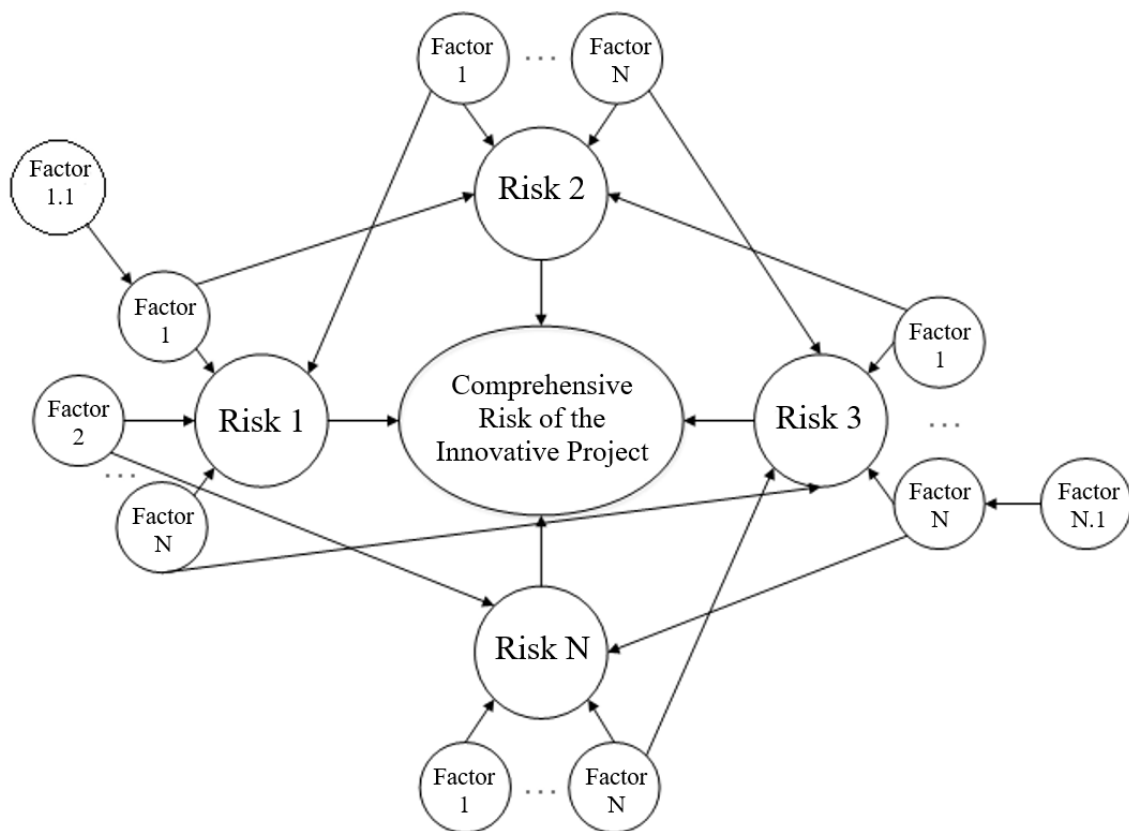 Factor
1
...
Factor
N
Factor
1.1
Risk 2
Factor
1
Factor
1
Factor
2
...
Risk 1
Comprehensive
Risk of the
Innovative Project
Risk 3
...
Factor
N
Factor
N
Factor
N.1
Risk N
Factor
1
...
Factor
N